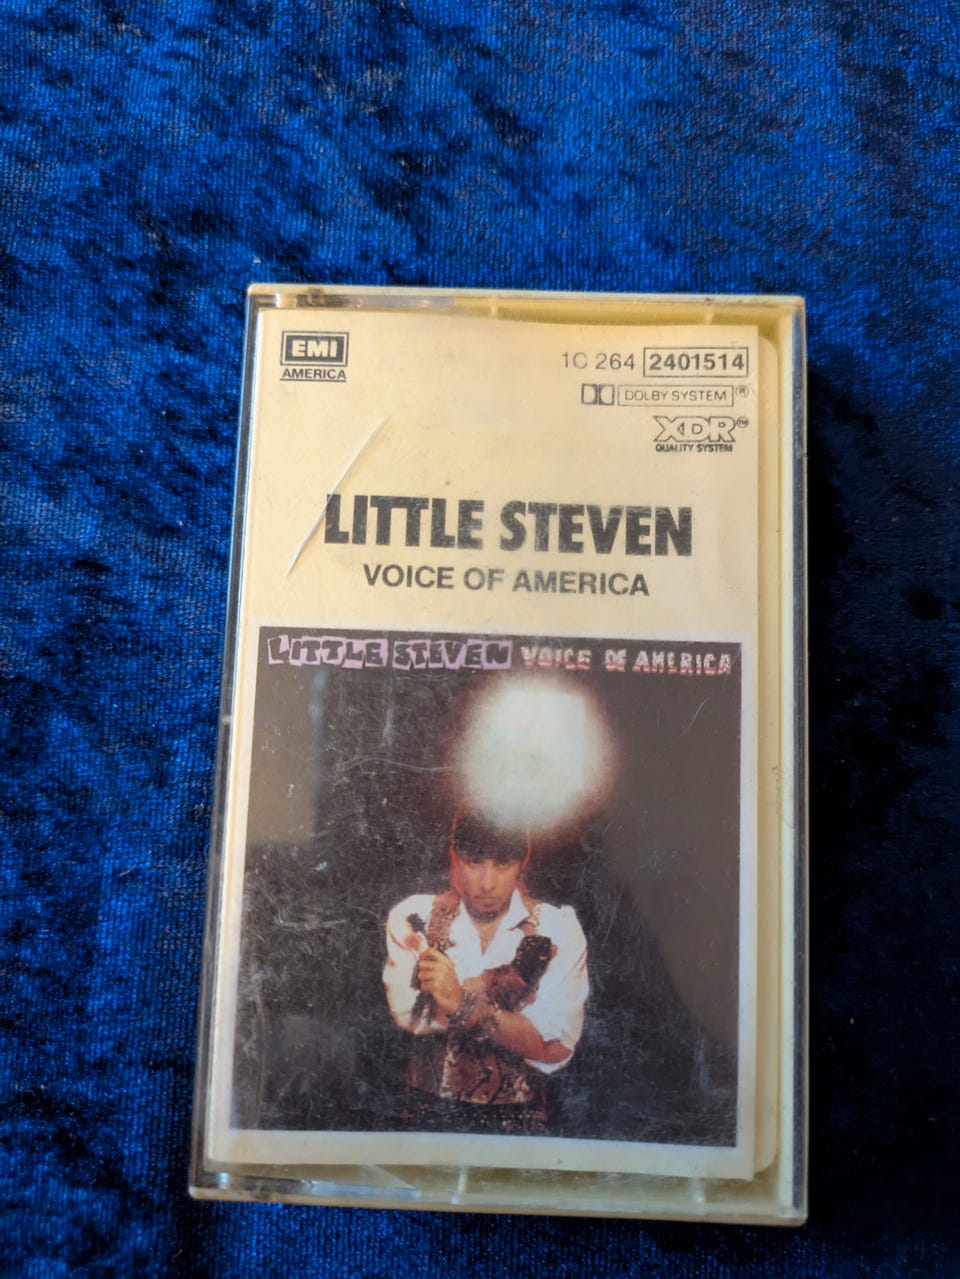 EMI
AMERICA
1C 264 2401514
DOLBY SYSTEM ®
XDR™
QUALITY SYSTEM
LITTLE STEVEN
VOICE OF AMERICA
LITTLE STEVEN VOICE OF AMERICA